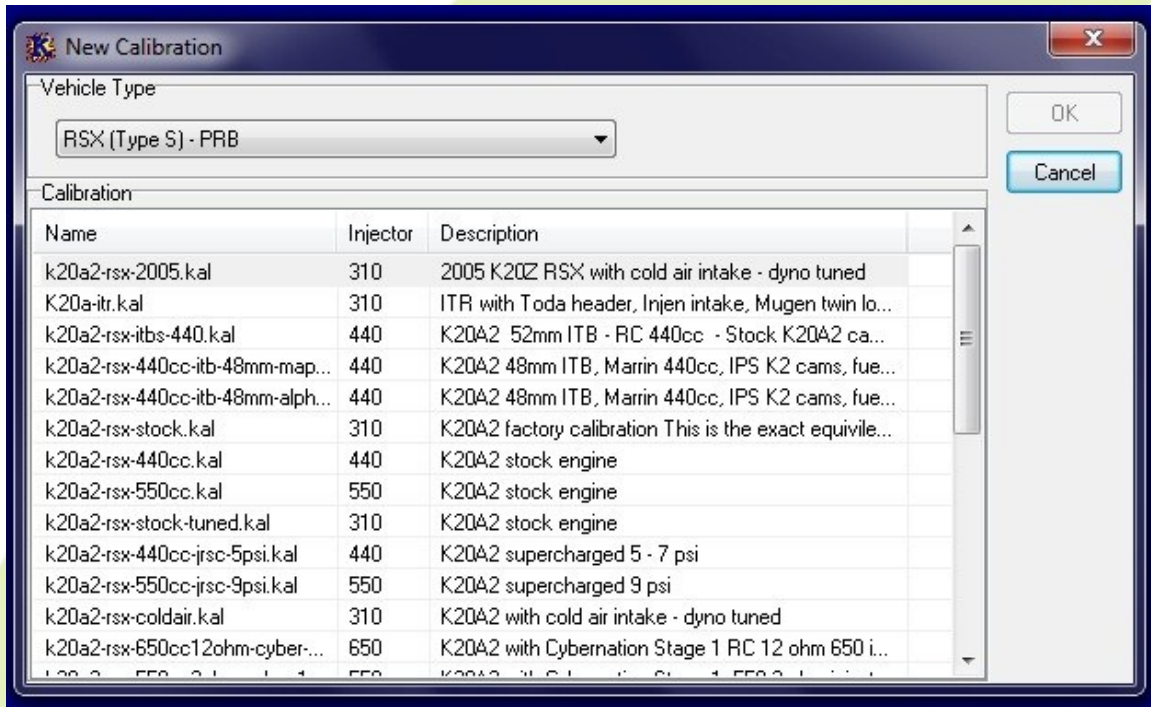 New Calibration
Vehicle Type
RSX (Type S) - PRB
OK
Cancel
Calibration
Name Injector Description
k20a2-rsx-2005.kal 310 2005 K20Z RSX with cold air intake - dyno tuned
K20a-itr.kal 310 ITR with Toda header, Injen intake, Mugen twin lo...
k20a2-rsx-itbs-440.kal 440 K20A2 52mm ITB - RC 440cc - Stock K20A2 ca...
k20a2-rsx-440cc-itb-48mm-map... 440 K20A2 48mm ITB, Marrin 440cc, IPS K2 cams, fue...
k20a2-rsx-440cc-itb-48mm-alph... 440 K20A2 48mm ITB, Marrin 440cc, IPS K2 cams, fue...
k20a2-rsx-stock.kal 310 K20A2 factory calibration This is the exact equivile...
k20a2-rsx-440cc.kal 440 K20A2 stock engine
k20a2-rsx-550cc.kal 550 K20A2 stock engine
k20a2-rsx-stock-tuned.kal 310 K20A2 stock engine
k20a2-rsx-440cc-jrsc-5psi.kal 440 K20A2 supercharged 5 - 7 psi
k20a2-rsx-550cc-jrsc-9psi.kal 550 K20A2 supercharged 9 psi
k20a2-rsx-coldair.kal 310 K20A2 with cold air intake - dyno tuned
k20a2-rsx-650cc12ohm-cyber-... 650 K20A2 with Cybernation Stage 1 RC 12 ohm 650 i...